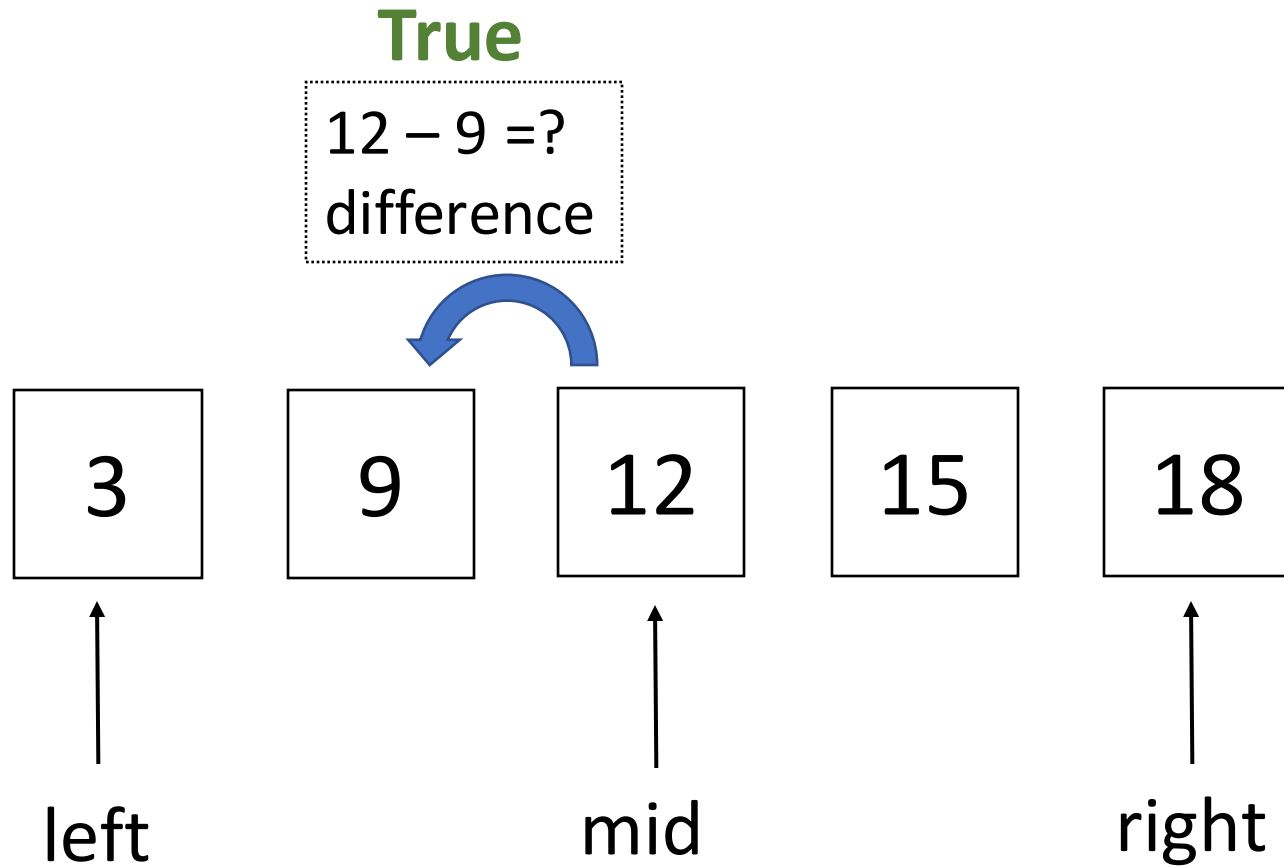 True
12 – 9 =?
difference
3 9 12 15 18
left mid right